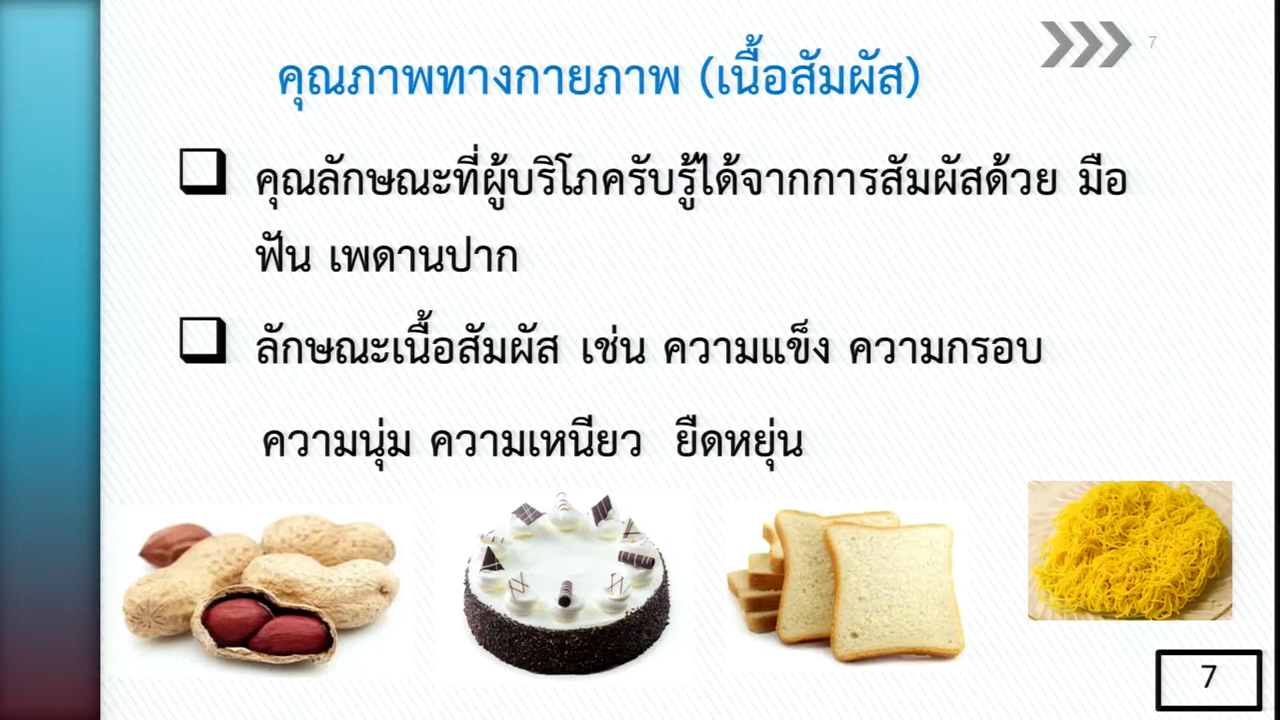 7
คุณภาพทางกายภาพ (เนื้อสัมผัส)
คุณลักษณะที่ผู้บริโภครับรู้ได้จากการสัมผัสด้วย มือ
ฟัน เพดานปาก
ลักษณะเนื้อสัมผัส เช่น ความแข็ง ความกรอบ
ความนุ่ม ความเหนียว ยืดหยุ่น
7